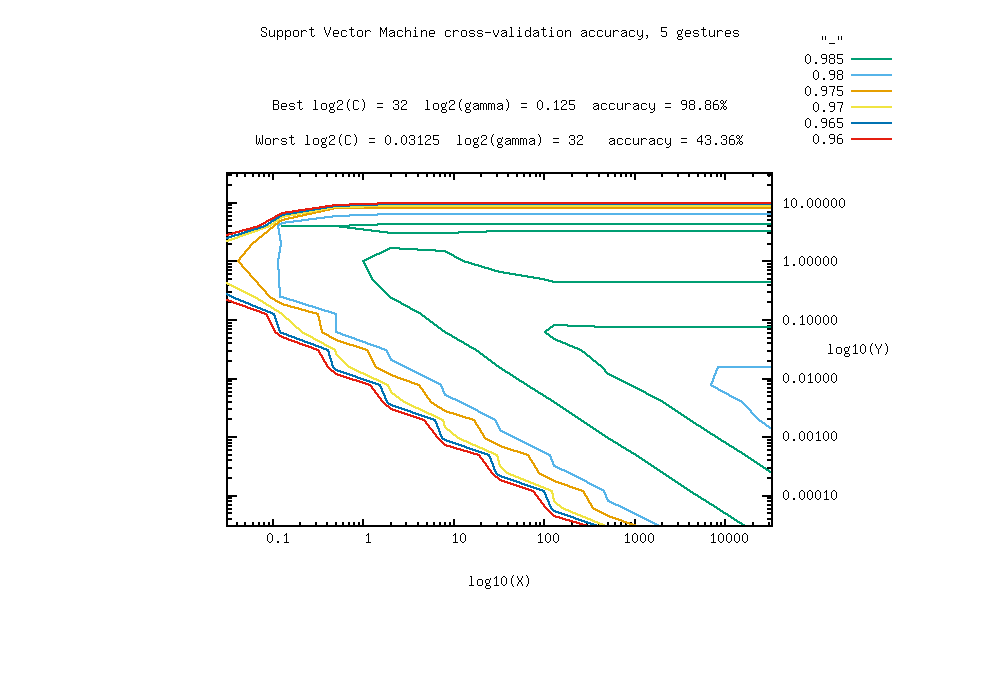 Support Vector Machine cross-validation accuracy, 5 gestures
"_"
0.985
0.98
0.975
0.97
0.965
0.96
Best log2(C) = 32  log2(gamma) = 0.125  accuracy = 98.86%
Worst log2(C) = 0.03125  log2(gamma) = 32   accuracy = 43.36%
10.00000
1.00000
0.10000
log10(Y)
0.01000
0.00100
0.00010
0.1 1 10 100 1000 10000
log10(X)